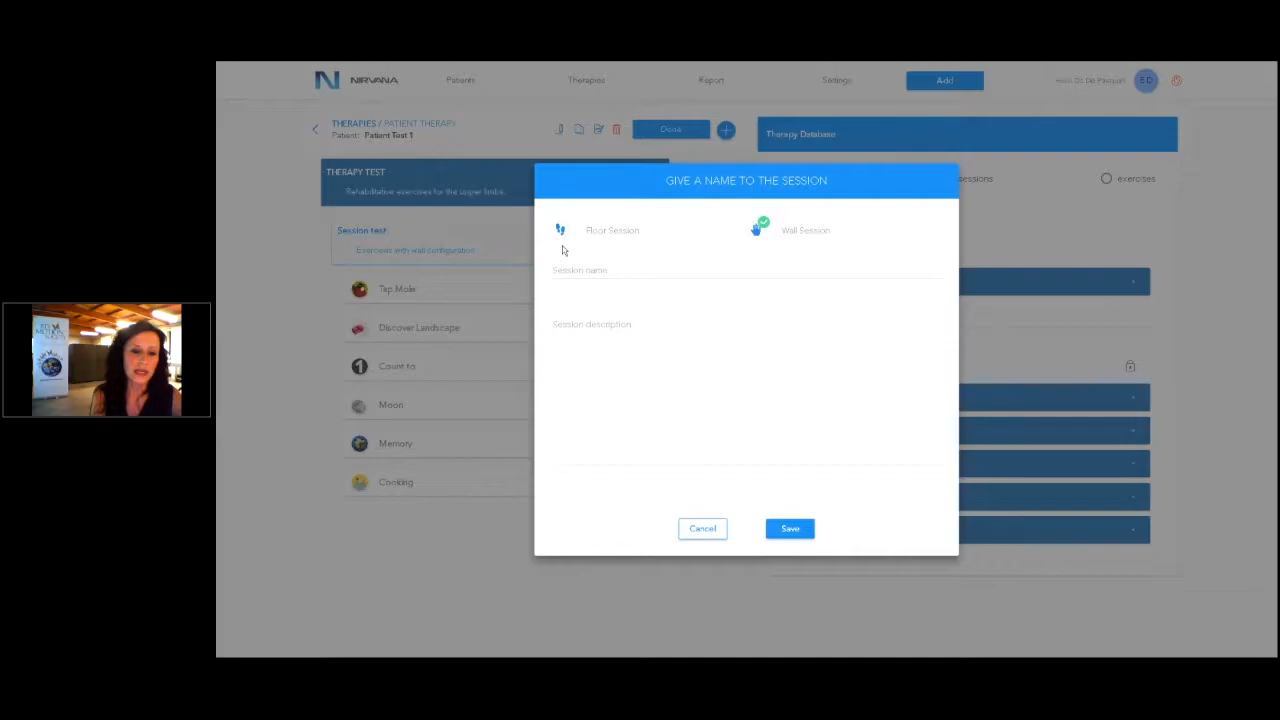 N NIRVANA Patients Therapies Report Settings Add
THERAPIES / PATIENT THERAPY
Patient: Patient Test 1
Done
Therapy Database
THERAPY TEST
Rehabilitative exercises for the upper limbs.
sessions
exercises
Session test
Exercises with wall configuration
Tap Mole
Discover Landscape
1
Count to
Moon
Memory
Cooking
GIVE A NAME TO THE SESSION
Floor Session
Wall Session
Session name
Session description
Cancel
Save